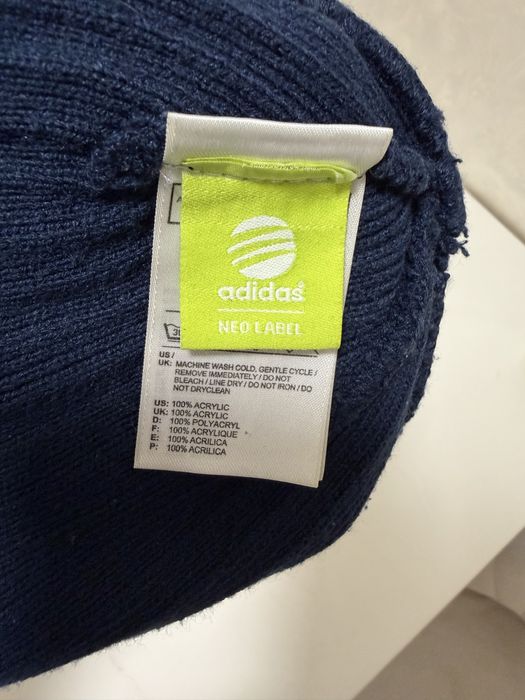 adidas
NEO LABEL
US /
UK: MACHINE WASH COLD, GENTLE CYCLE /
REMOVE IMMEDIATELY / DO NOT
BLEACH / LINE DRY / DO NOT IRON / DO
NOT DRYCLEAN
US: 100% ACRYLIC
UK: 100% ACRYLIC
D: 100% POLYACRYL
F: 100% ACRYLIQUE
E: 100% ACRILICA
P: 100% ACRILICA